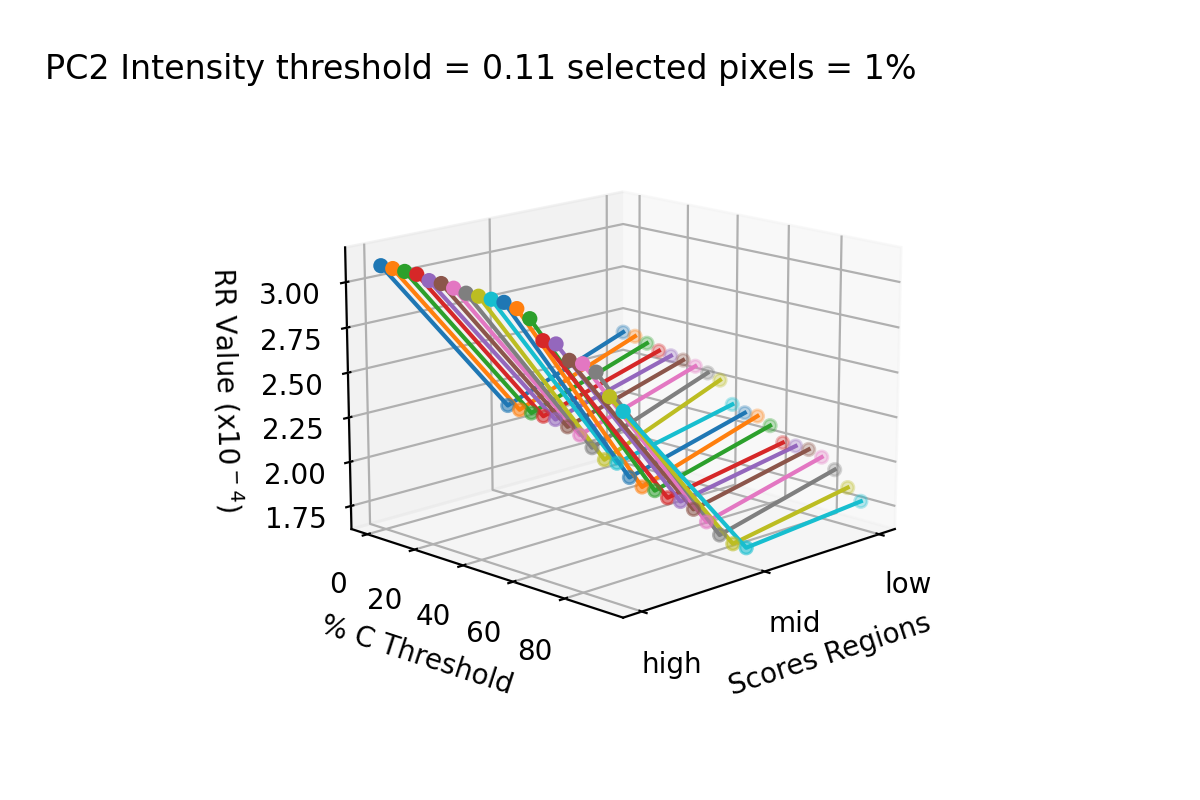 PC2 Intensity threshold = 0.11 selected pixels = 1%
RR Value (x10⁻⁴)
3.00
2.75
2.50
2.25
2.00
1.75
0
20
40
60
80
% C Threshold
high
mid
low
Scores Regions